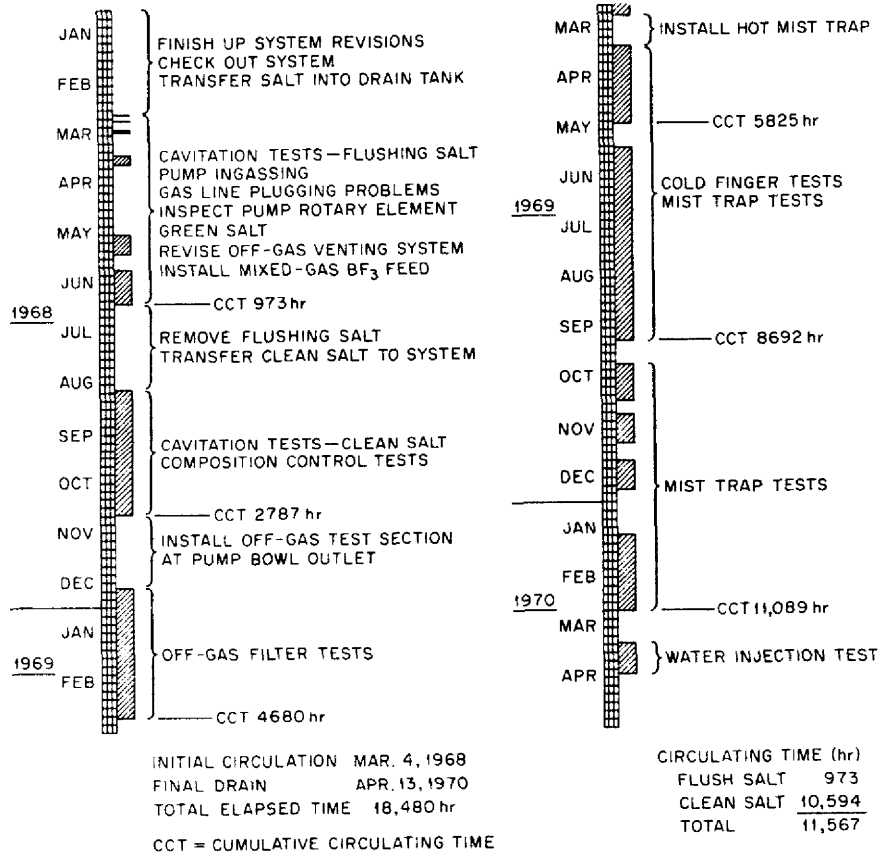 JAN
FEB
MAR
APR
MAY
JUN
1968
JUL
AUG
SEP
OCT
NOV
DEC
JAN
1969
FEB
FINISH UP SYSTEM REVISIONS
CHECK OUT SYSTEM
TRANSFER SALT INTO DRAIN TANK
CAVITATION TESTS—FLUSHING SALT
PUMP INGASSING
GAS LINE PLUGGING PROBLEMS
INSPECT PUMP ROTARY ELEMENT
GREEN SALT
REVISE OFF-GAS VENTING SYSTEM
INSTALL MIXED-GAS BF₃ FEED
CCT 973 hr
REMOVE FLUSHING SALT
TRANSFER CLEAN SALT TO SYSTEM
CAVITATION TESTS—CLEAN SALT
COMPOSITION CONTROL TESTS
CCT 2787 hr
INSTALL OFF-GAS TEST SECTION
AT PUMP BOWL OUTLET
OFF-GAS FILTER TESTS
CCT 4680 hr
INITIAL CIRCULATION MAR. 4, 1968
FINAL DRAIN APR. 13, 1970
TOTAL ELAPSED TIME 18,480 hr
CCT = CUMULATIVE CIRCULATING TIME
MAR
APR
MAY
JUN
1969
JUL
AUG
SEP
OCT
NOV
DEC
JAN
FEB
1970
MAR
APR
INSTALL HOT MIST TRAP
CCT 5825 hr
COLD FINGER TESTS
MIST TRAP TESTS
CCT 8692 hr
MIST TRAP TESTS
CCT 11,089 hr
WATER INJECTION TEST
CIRCULATING TIME (hr)
FLUSH SALT 973
CLEAN SALT 10,594
TOTAL 11,567